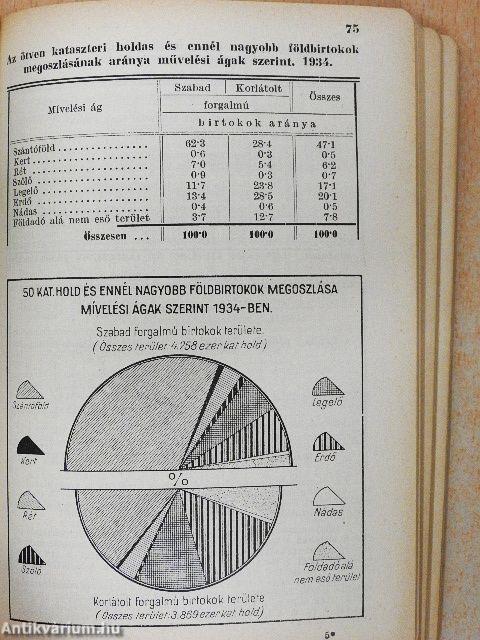 75
Az ötven kataszteri holdas és ennél nagyobb földbirtokok
megoszlásának aránya művelési ágak szerint. 1934.
Művelési ág Szabad Korlátolt Összes
forgalmú
birtokok aránya
Szántóföld 62·3 28·4 47·1
Kert 0·6 0·3 0·5
Rét 7·0 5·4 6·2
Szőlő 0·9 0·3 0·7
Legelő 11·7 23·8 17·1
Erdő 13·4 28·5 20·1
Nádas 0·4 0·6 0·5
Földadó alá nem eső terület 3·7 12·7 7·8
Összesen ... 100·0 100·0 100·0
50 KAT. HOLD ÉS ENNÉL NAGYOBB FÖLDBIRTOKOK MEGOSZLÁSA
MŰVELÉSI ÁGAK SZERINT 1934-BEN.
Szabad forgalmú birtokok területe.
(Összes terület: 4.258 ezer kat hold)
Szántóföld
Kert
Rét
Szőlő
%
Legelő
Erdő
Nádas
Földadó alá
nem eső terület
Korlátolt forgalmú birtokok területe
(Összes terület: 3.869 ezer kat. hold)
5*
Antikvarium.hu